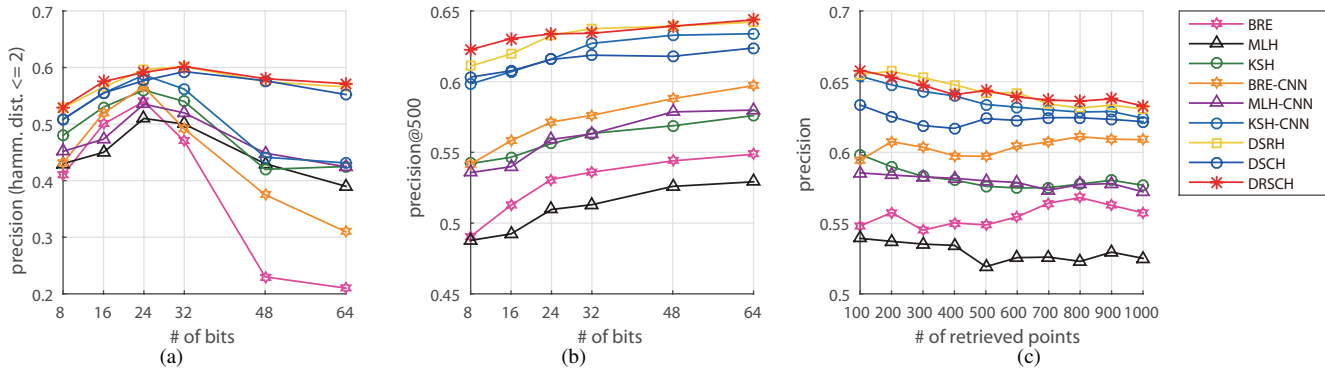 precision (hamm. dist. <= 2)
0.7
0.6
0.5
0.4
0.3
0.2
8 16 24 32 48 64
# of bits
(a)
precision@500
0.65
0.6
0.55
0.5
0.45
8 16 24 32 48 64
# of bits
(b)
precision
0.7
0.65
0.6
0.55
0.5
100 200 300 400 500 600 700 800 900 1000
# of retrieved points
(c)
BRE
MLH
KSH
BRE-CNN
MLH-CNN
KSH-CNN
DSRH
DSCH
DRSCH